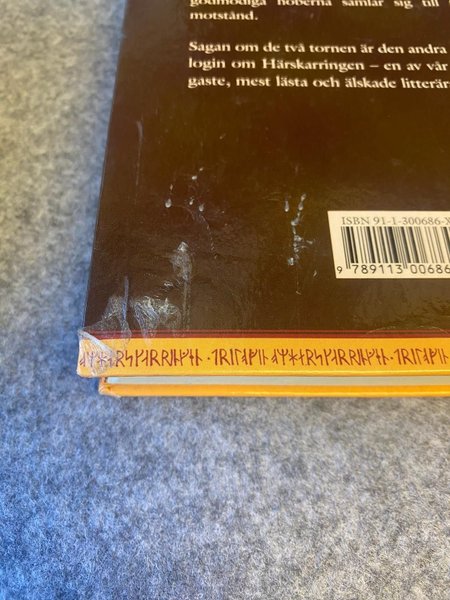 godmodiga hoberna samlar sig till
motstånd.
Sagan om de två tornen är den andra
login om Härskarringen – en av vår
gaste, mest lästa och älskade litterär
ISBN 91-1-300686-X
9 789113 00686